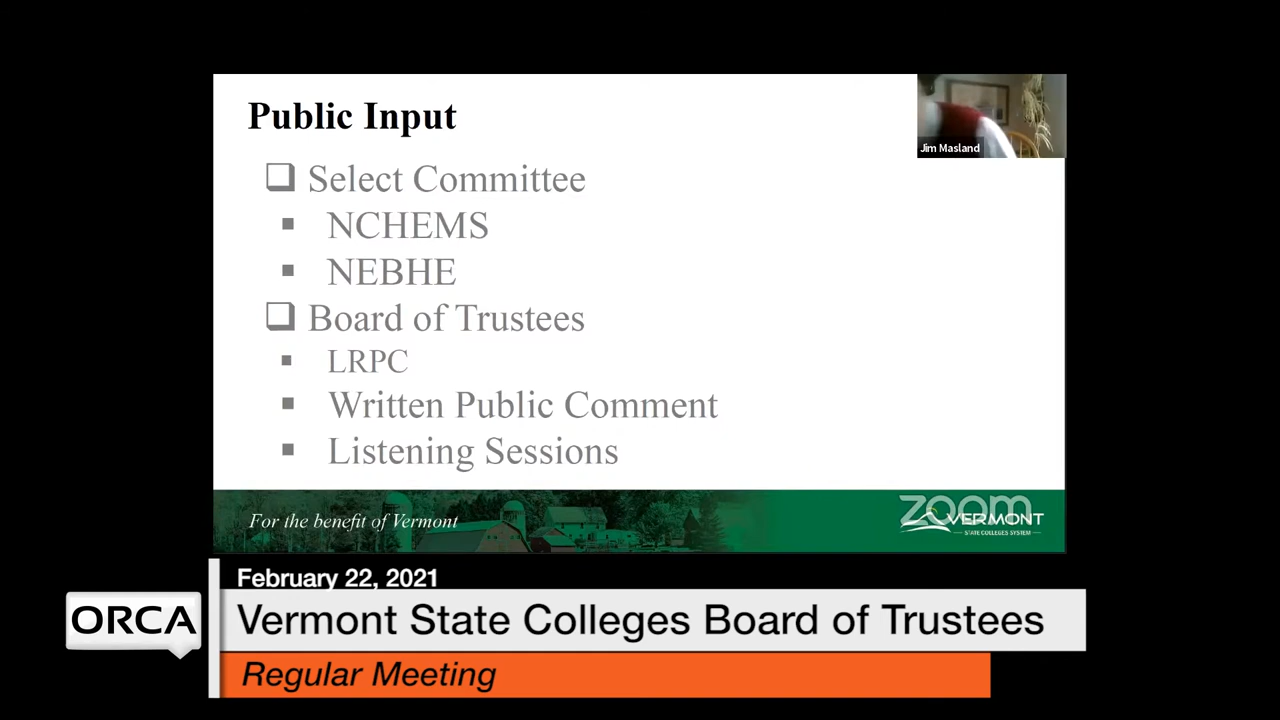 Public Input
Jim Masland
Select Committee
NCHEMS
NEBHE
Board of Trustees
LRPC
Written Public Comment
Listening Sessions
For the benefit of Vermont
zoom
VERMONT
STATE COLLEGES SYSTEM
February 22, 2021
ORCA
Vermont State Colleges Board of Trustees
Regular Meeting